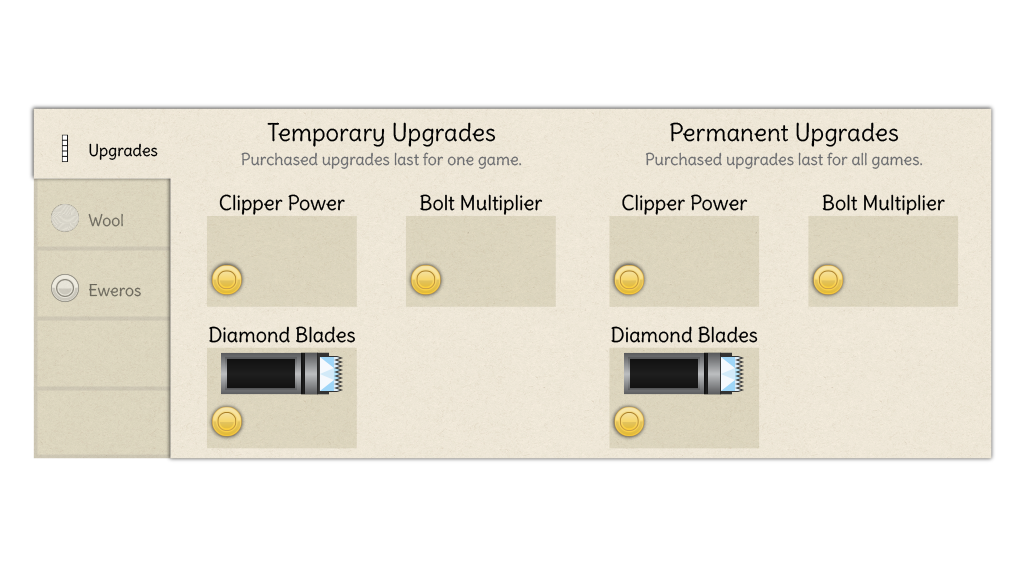 Upgrades
Wool
Eweros
Temporary Upgrades
Purchased upgrades last for one game.
Clipper Power
Bolt Multiplier
Diamond Blades
Permanent Upgrades
Purchased upgrades last for all games.
Clipper Power
Bolt Multiplier
Diamond Blades